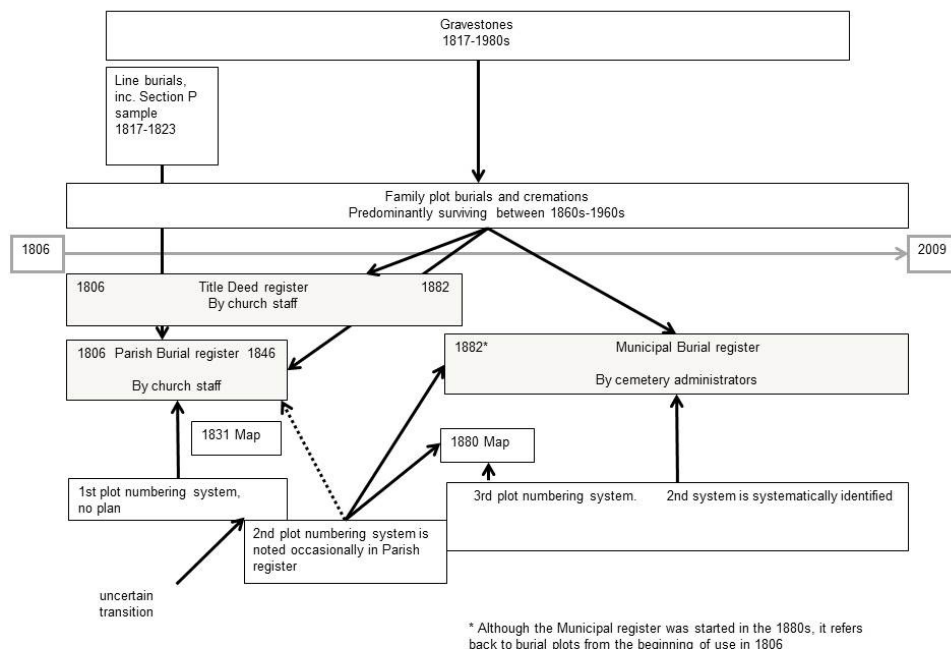 Gravestones
1817-1980s
Line burials,
inc. Section P
sample
1817-1823
Family plot burials and cremations
Predominantly surviving between 1860s-1960s
1806
2009
1806 Title Deed register 1882
By church staff
1806 Parish Burial register 1846
By church staff
1882* Municipal Burial register
By cemetery administrators
1831 Map
1880 Map
1st plot numbering system,
no plan
3rd plot numbering system. 2nd system is systematically identified
2nd plot numbering system is
noted occasionally in Parish
register
uncertain
transition
* Although the Municipal register was started in the 1880s, it refers
back to burial plots from the beginning of use in 1806